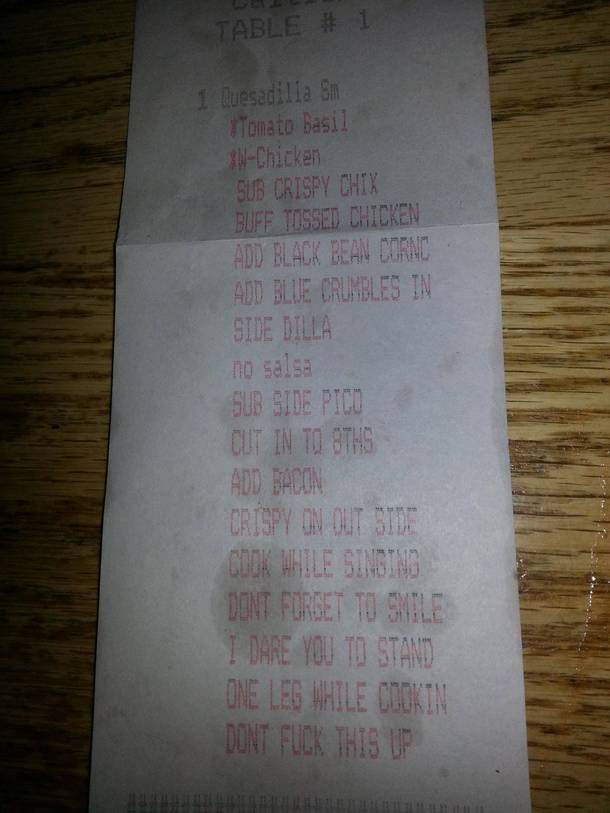 TABLE # 1
1 Quesadilla Sm
*Tomato Basil
*W-Chicken
SUB CRISPY CHIX
BUFF TOSSED CHICKEN
ADD BLACK BEAN CORNC
ADD BLUE CRUMBLES IN
SIDE DILLA
no salsa
SUB SIDE PICO
CUT IN TO 8THS
ADD BACON
CRISPY ON OUT SIDE
COOK WHILE SINGING
DONT FORGET TO SMILE
I DARE YOU TO STAND
ONE LEG WHILE COOKIN
DONT FUCK THIS UP